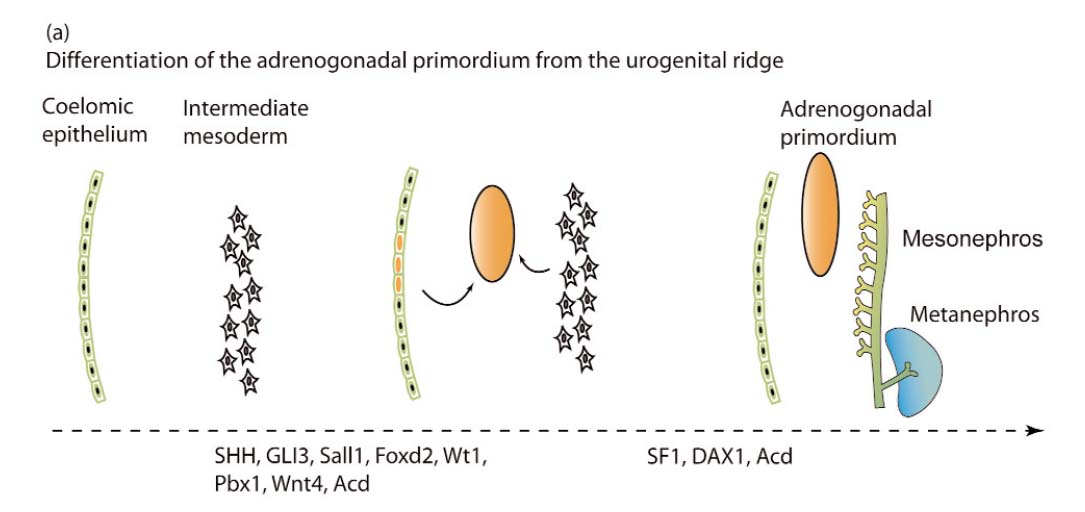 (a)
Differentiation of the adrenogonadal primordium from the urogenital ridge
Coelomic
epithelium
Intermediate
mesoderm
Adrenogonadal
primordium
Mesonephros
Metanephros
SHH, GLI3, Sall1, Foxd2, Wt1,
Pbx1, Wnt4, Acd
SF1, DAX1, Acd